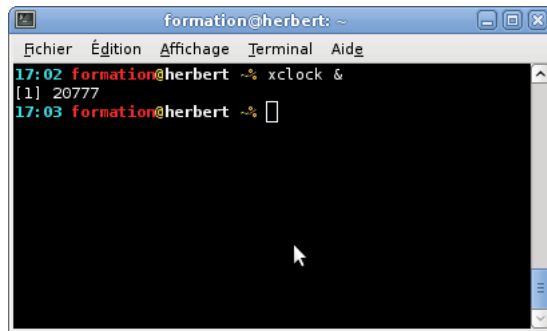 formation@herbert: ~
Fichier Édition Affichage Terminal Aide
17:02 formation@herbert ~% xclock &
[1] 20777
17:03 formation@herbert ~%